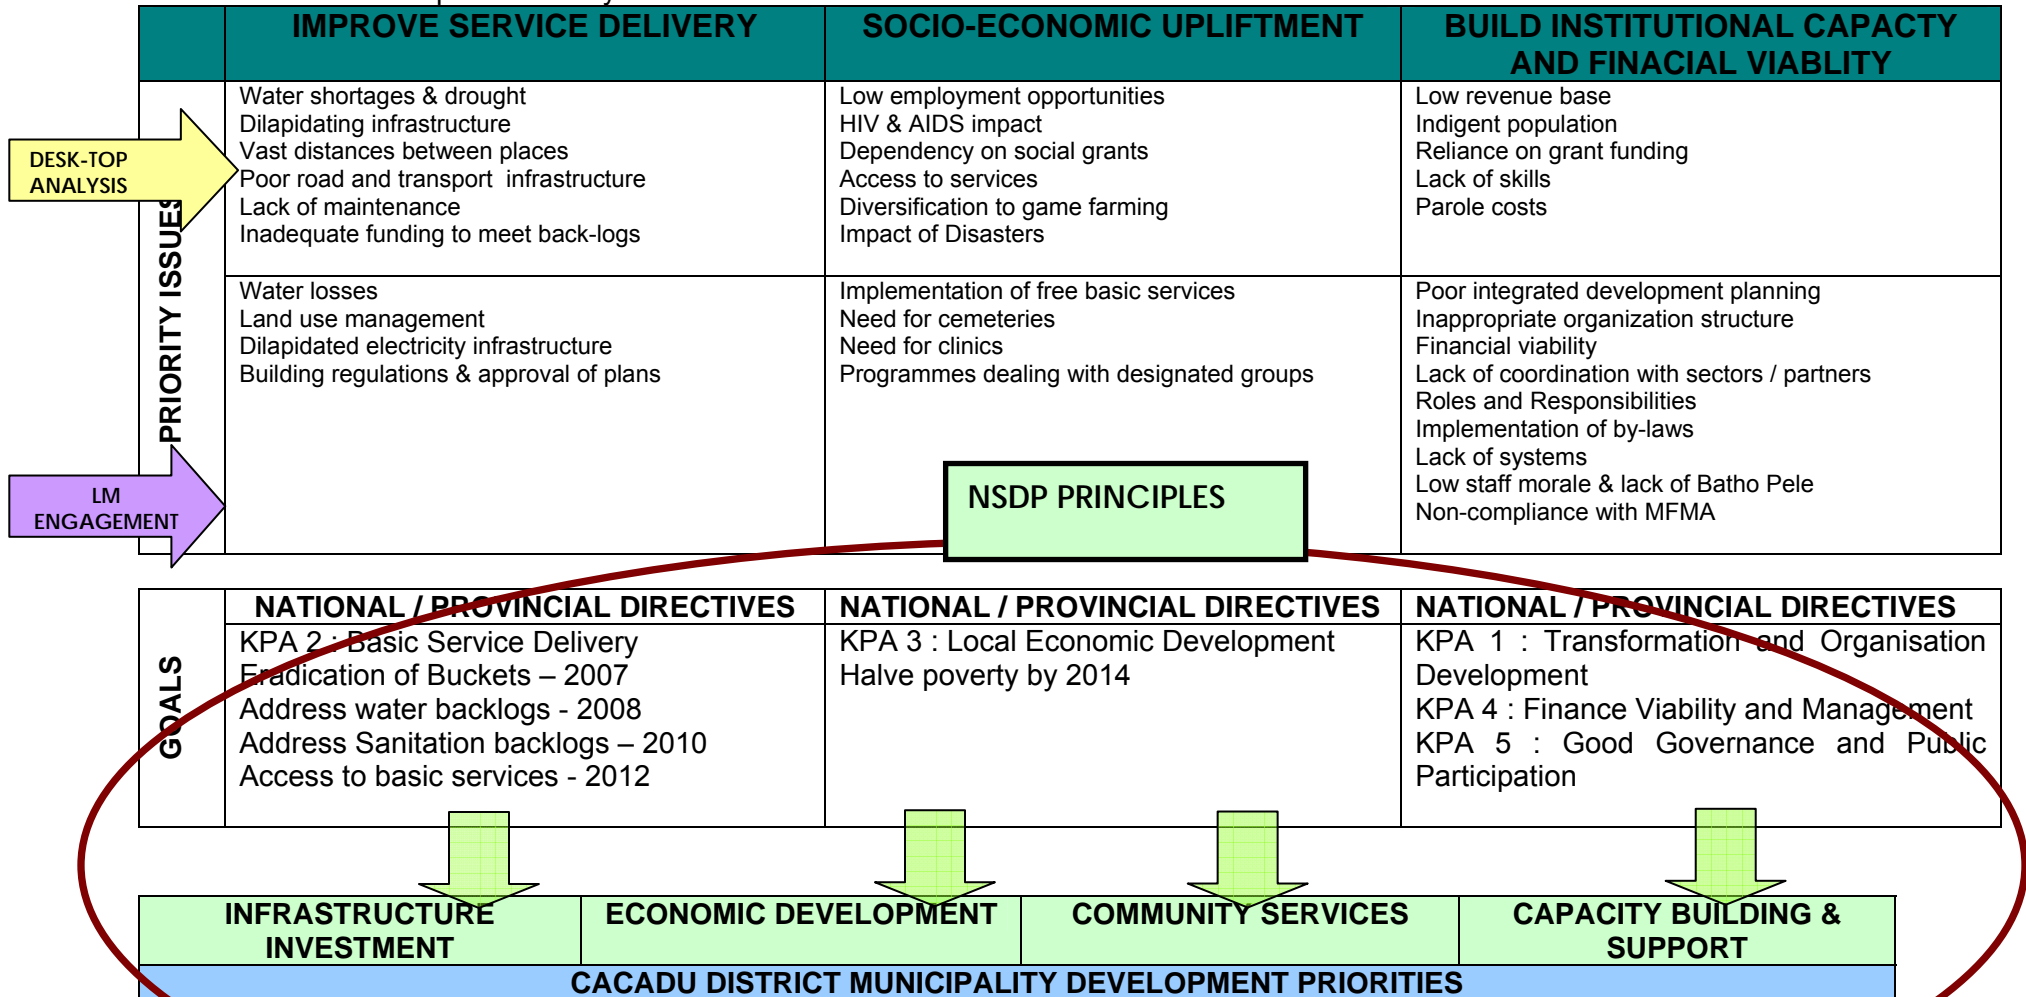 IMPROVE SERVICE DELIVERY
SOCIO-ECONOMIC UPLIFTMENT
BUILD INSTITUTIONAL CAPACTY
AND FINACIAL VIABLITY
PRIORITY ISSUES
DESK-TOP
ANALYSIS
Water shortages & drought
Dilapidating infrastructure
Vast distances between places
Poor road and transport infrastructure
Lack of maintenance
Inadequate funding to meet back-logs
Low employment opportunities
HIV & AIDS impact
Dependency on social grants
Access to services
Diversification to game farming
Impact of Disasters
Low revenue base
Indigent population
Reliance on grant funding
Lack of skills
Parole costs
LM
ENGAGEMENT
Water losses
Land use management
Dilapidated electricity infrastructure
Building regulations & approval of plans
Implementation of free basic services
Need for cemeteries
Need for clinics
Programmes dealing with designated groups
Poor integrated development planning
Inappropriate organization structure
Financial viability
Lack of coordination with sectors / partners
Roles and Responsibilities
Implementation of by-laws
Lack of systems
Low staff morale & lack of Batho Pele
Non-compliance with MFMA
NSDP PRINCIPLES
GOALS
NATIONAL / PROVINCIAL DIRECTIVES
KPA 2 : Basic Service Delivery
Eradication of Buckets – 2007
Address water backlogs - 2008
Address Sanitation backlogs – 2010
Access to basic services - 2012
NATIONAL / PROVINCIAL DIRECTIVES
KPA 3 : Local Economic Development
Halve poverty by 2014
NATIONAL / PROVINCIAL DIRECTIVES
KPA 1 : Transformation and Organisation
Development
KPA 4 : Finance Viability and Management
KPA 5 : Good Governance and Public
Participation
INFRASTRUCTURE
INVESTMENT
ECONOMIC DEVELOPMENT
COMMUNITY SERVICES
CAPACITY BUILDING &
SUPPORT
CACADU DISTRICT MUNICIPALITY DEVELOPMENT PRIORITIES